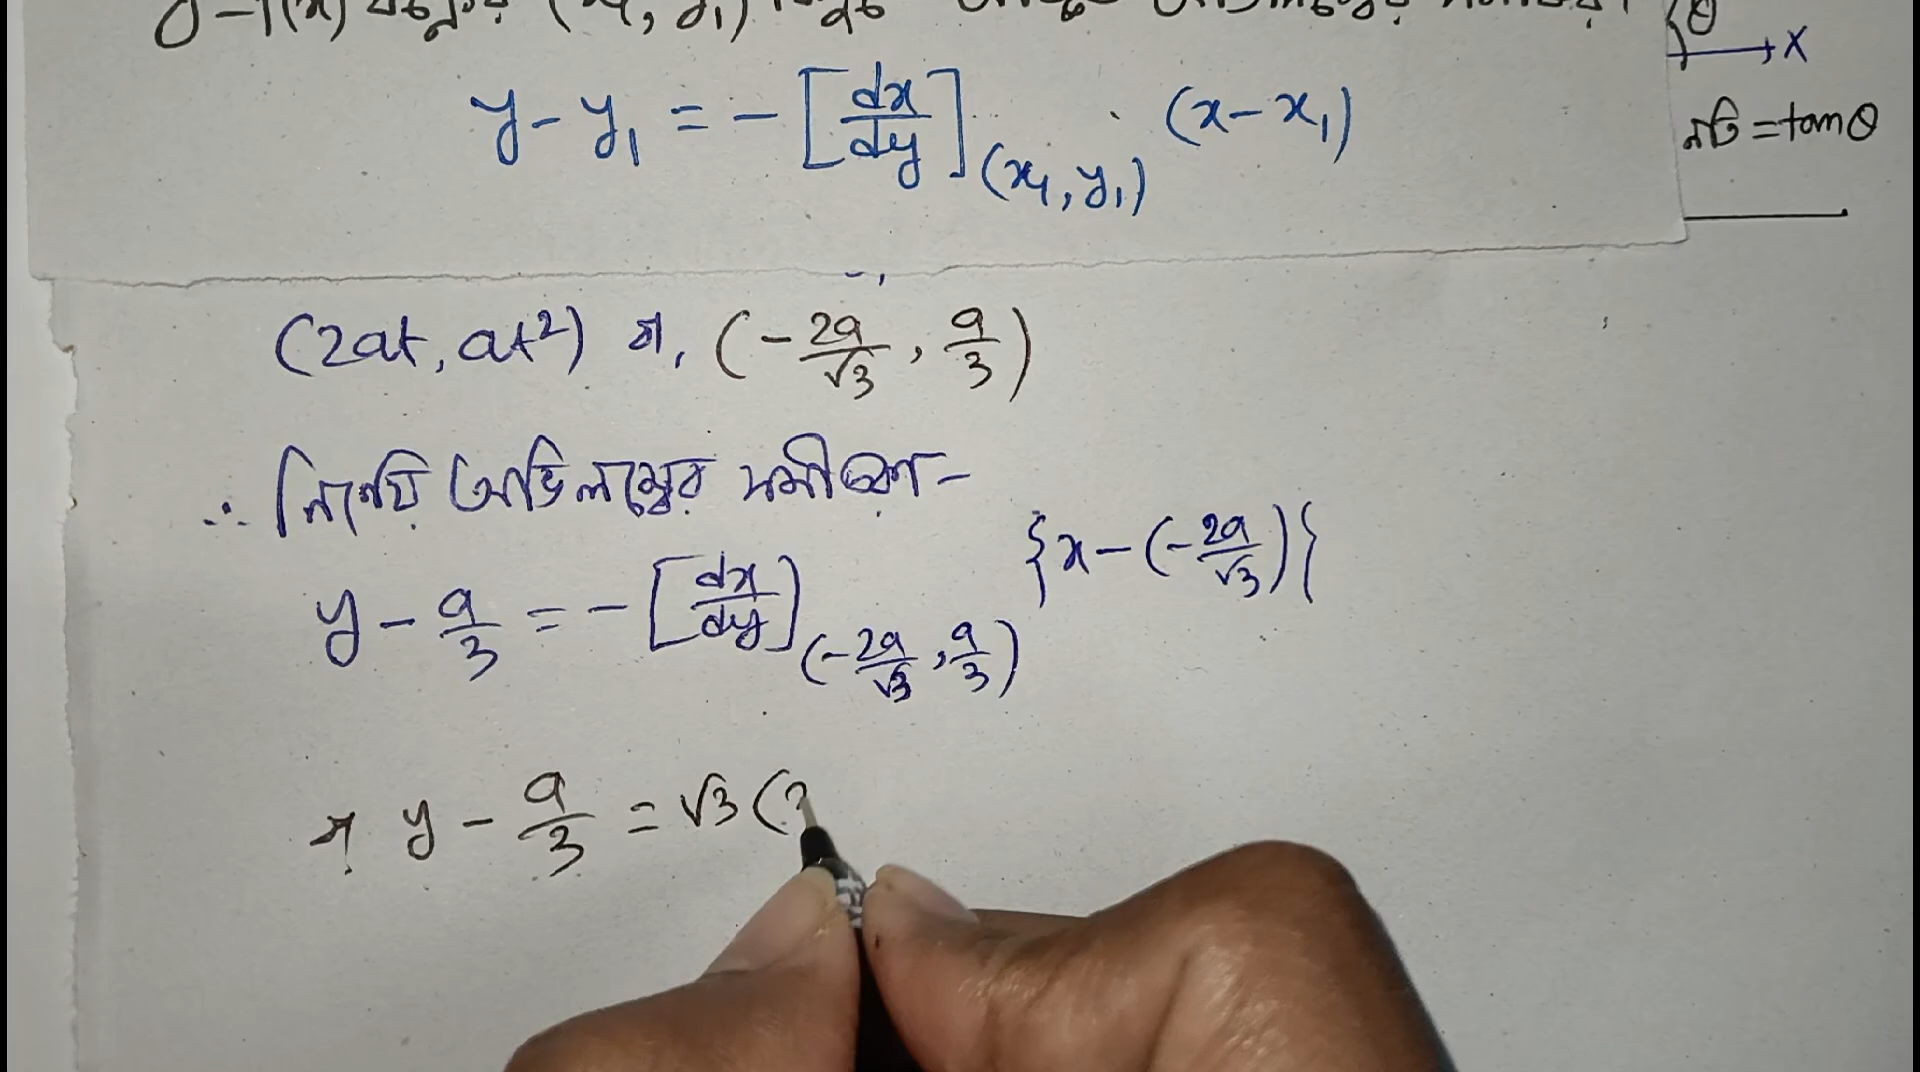 y - y₁ = - [dx/dy](x₁, y₁) (x - x₁)
θ
X
নতি = tanθ
(2at, at²) বা, (-2a/√3, a/3)
∴ নির্ণেয় অভিলম্বের সমীকরণ-
y - a/3 = - [dx/dy](-2a/√3, a/3) {x - (-2a/√3)}
বা y - a/3 = √3 (